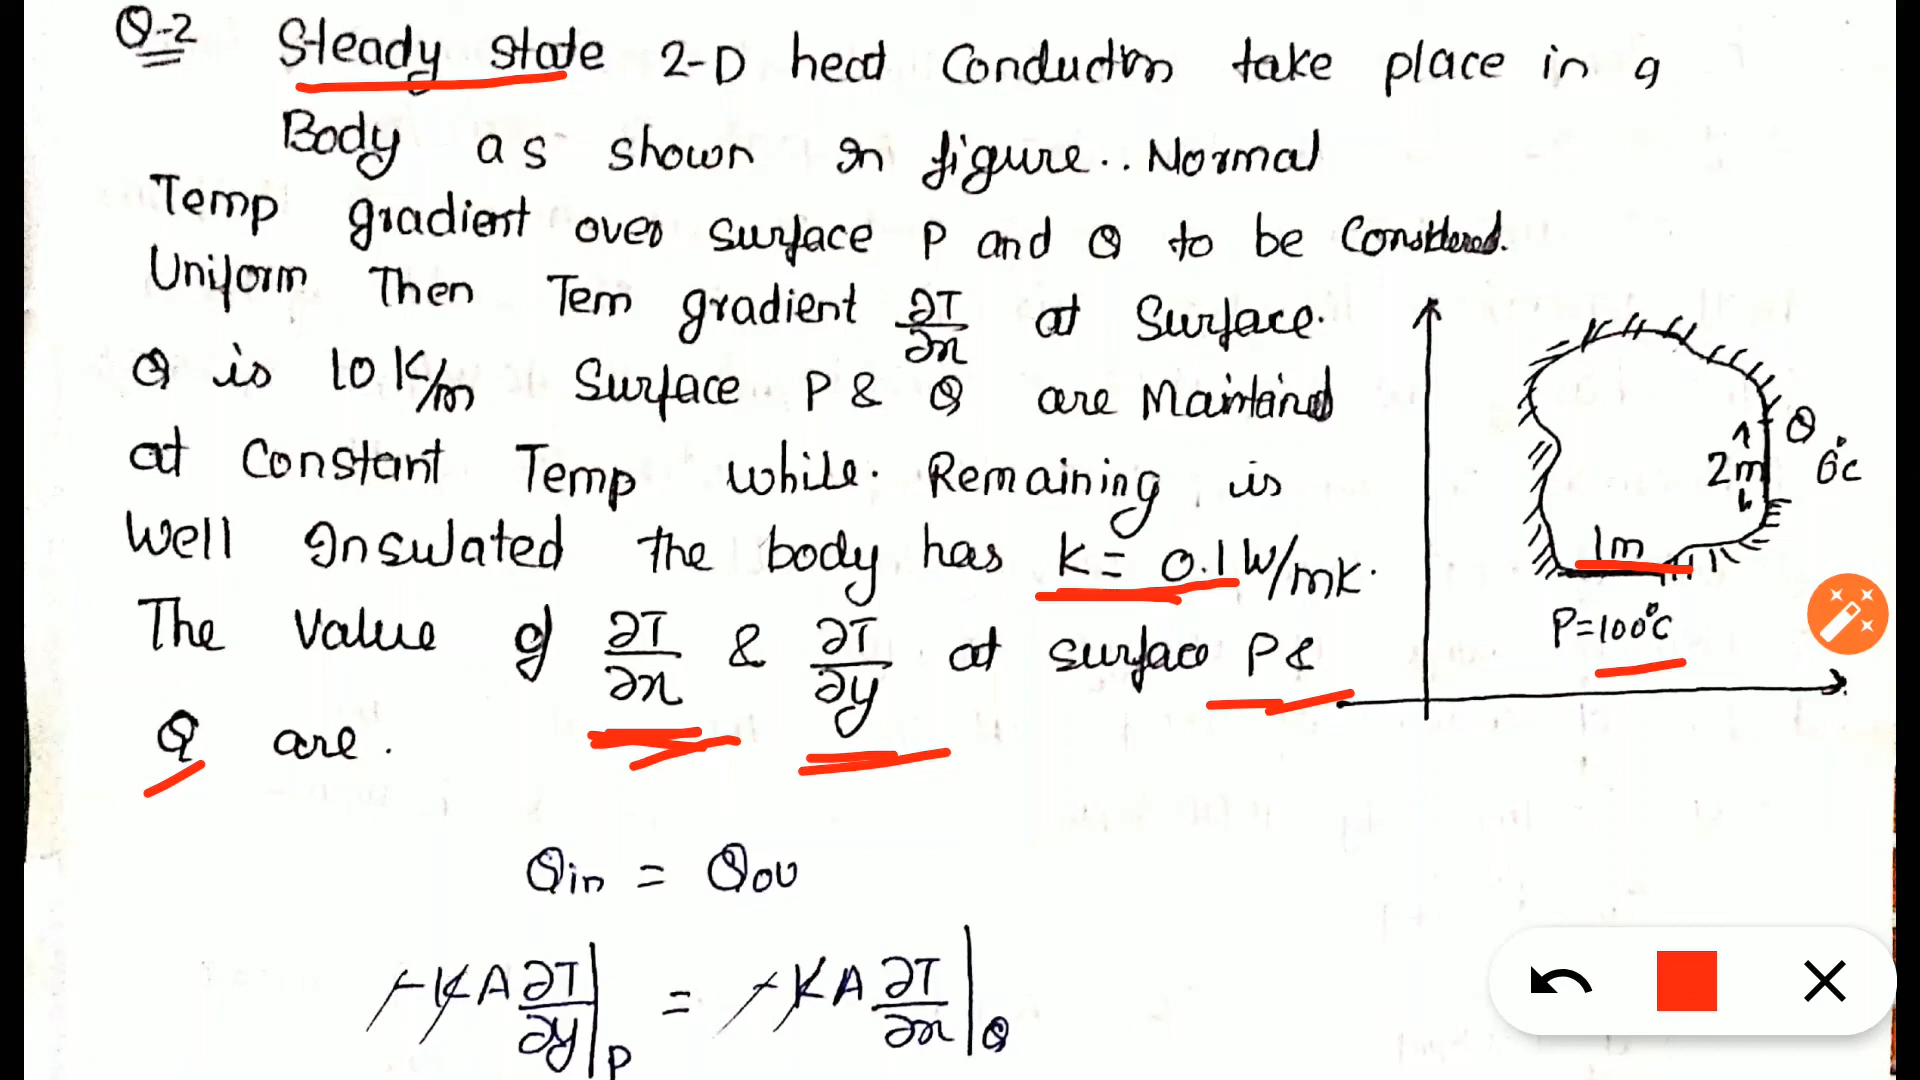 Q-2 Steady state 2-D heat Conduction take place in a
Body as shown In figure.. Normal
Temp gradient over surface P and Q to be Considered.
Uniform Then Tem gradient ∂T/∂x at Surface.
Q is 10 K/m Surface P & Q are Maintained
at Constant Temp while. Remaining is
Well Insulated the body has k = 0.1 W/mk.
The Value of ∂T/∂x & ∂T/∂y at surface P &
Q are.
Q
2m
0°c
1m
P=100°C
Qin = Qou
-KA ∂T/∂y|P = -KA ∂T/∂x|Q